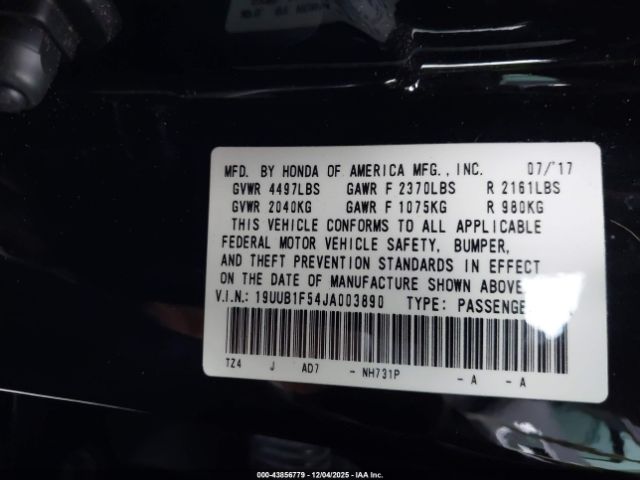 MFD. BY HONDA OF AMERICA MFG., INC. 07/'17
GVWR 4497LBS GAWR F 2370LBS R 2161LBS
GVWR 2040KG GAWR F 1075KG R 980KG
THIS VEHICLE CONFORMS TO ALL APPLICABLE
FEDERAL MOTOR VEHICLE SAFETY, BUMPER,
AND THEFT PREVENTION STANDARDS IN EFFECT
ON THE DATE OF MANUFACTURE SHOWN ABOVE.
V.I.N.: 19UUB1F54JA003890 TYPE: PASSENGE
TZ4 J AD7 - NH731P - A - A
000-43856779 - 12/04/2025 - IAA Inc.